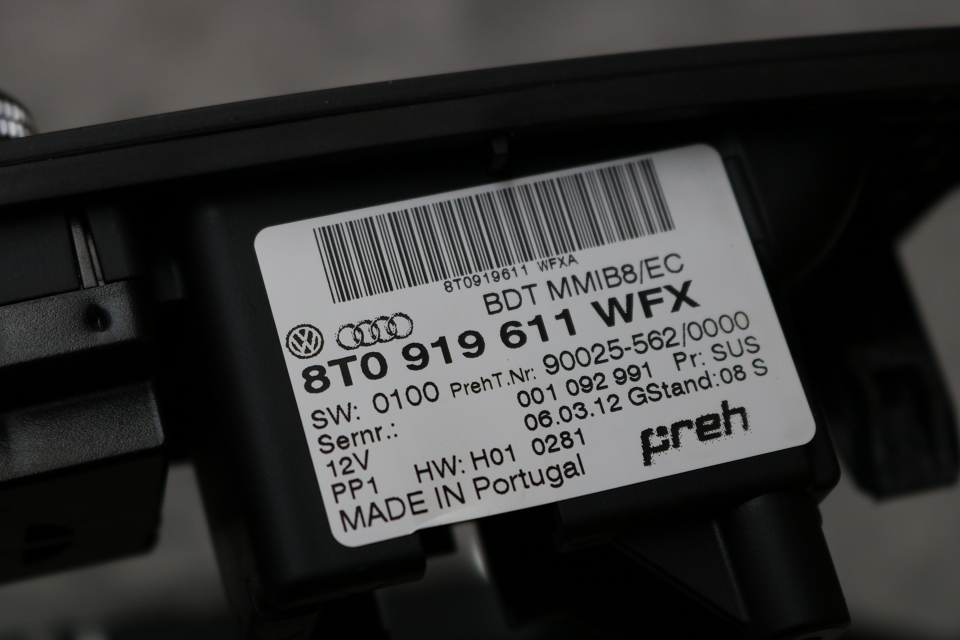 8T0919611 WFXA
BDT MMIB8/EC
8T0 919 611 WFX
SW: 0100 PrehT.Nr: 90025-562/0000
Sernr.: 001 092 991 Pr: SUS
12V 06.03.12 GStand:08 S
PP1 HW: H01 0281
MADE IN Portugal
preh